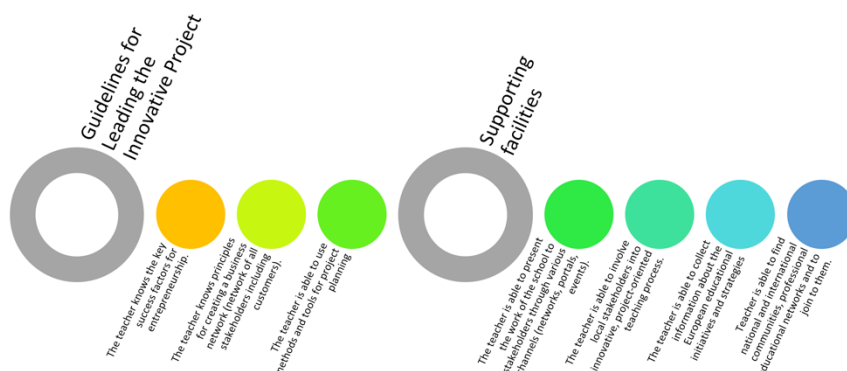 Guidelines for
Leading the
Innovative Project
The teacher knows the key
success factors for
entrepreneurship.
The teacher knows principles
for creating a business
network (network of all
stakeholders including
customers).
The teacher is able to use
methods and tools for project
planning
Supporting
facilities
The teacher is able to present
the work of the school to
stakeholders through various
channels (networks, portals,
events).
The teacher is able to involve
local stakeholders into
innovative, project-oriented
teaching process.
The teacher is able to collect
information about the
European educational
initiatives and strategies
Teacher is able to find
national and international
communities, professional
educational networks and to
join to them.